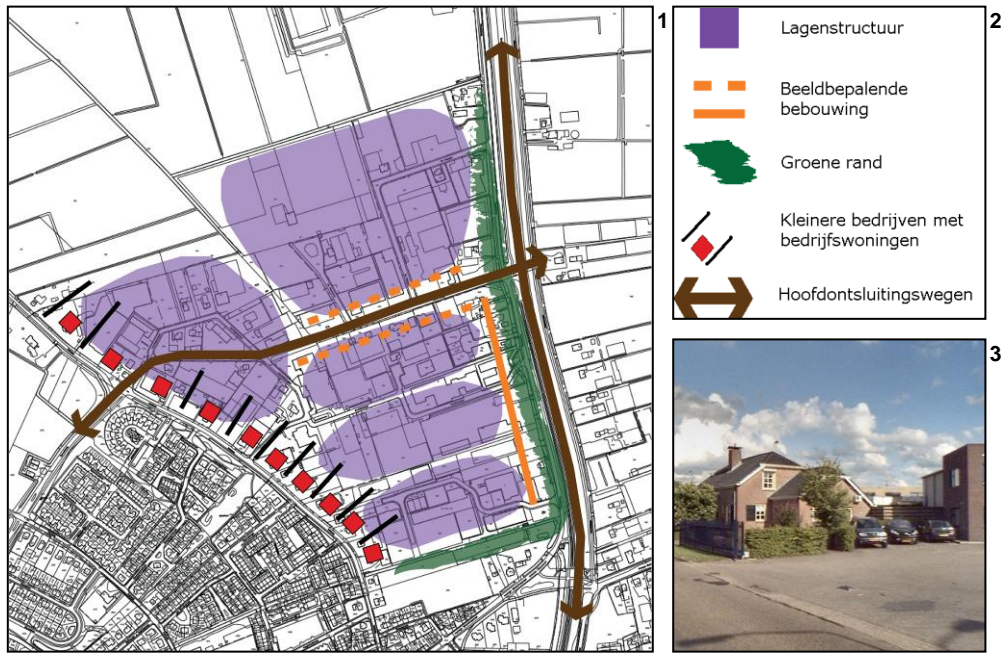 1
2
Lagenstructuur
Beeldbepalende
bebouwing
Groene rand
Kleinere bedrijven met
bedrijfswoningen
Hoofdontsluitingswegen
3